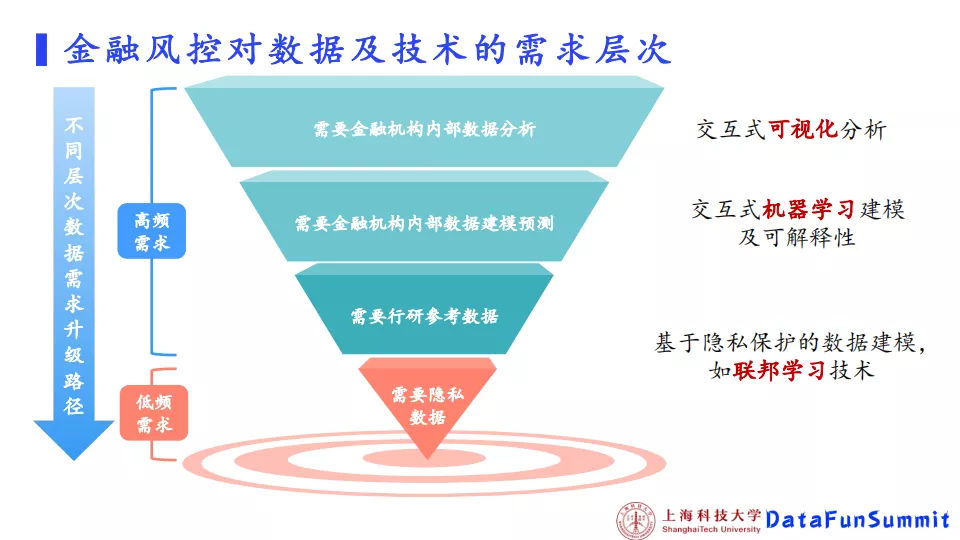 金融风控对数据及技术的需求层次
不同层次数据需求升级路径
高频
需求
低频
需求
需要金融机构内部数据分析
需要金融机构内部数据建模预测
需要行研参考数据
需要隐私
数据
交互式可视化分析
交互式机器学习建模
及可解释性
基于隐私保护的数据建模，
如联邦学习技术
上海科技大学
ShanghaiTech University
DataFunSummit